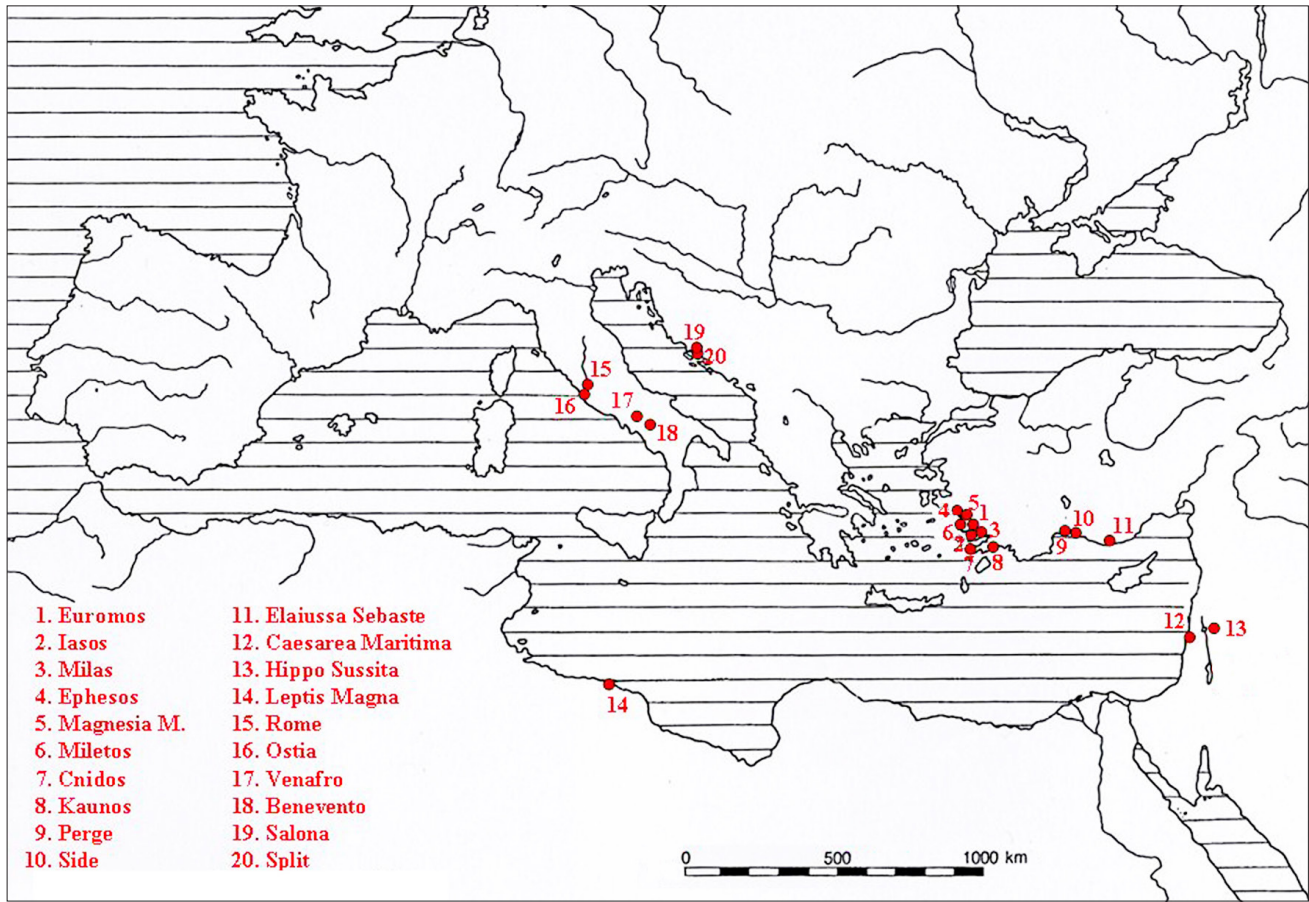 19
20
15
16
17
18
4
5
1
6
3
2
7
8
9
10
11
12
13
14
1. Euromos
2. Iasos
3. Milas
4. Ephesos
5. Magnesia M.
6. Miletos
7. Cnidos
8. Kaunos
9. Perge
10. Side
11. Elaiussa Sebaste
12. Caesarea Maritima
13. Hippo Sussita
14. Leptis Magna
15. Rome
16. Ostia
17. Venafro
18. Benevento
19. Salona
20. Split
0 500 1000 km